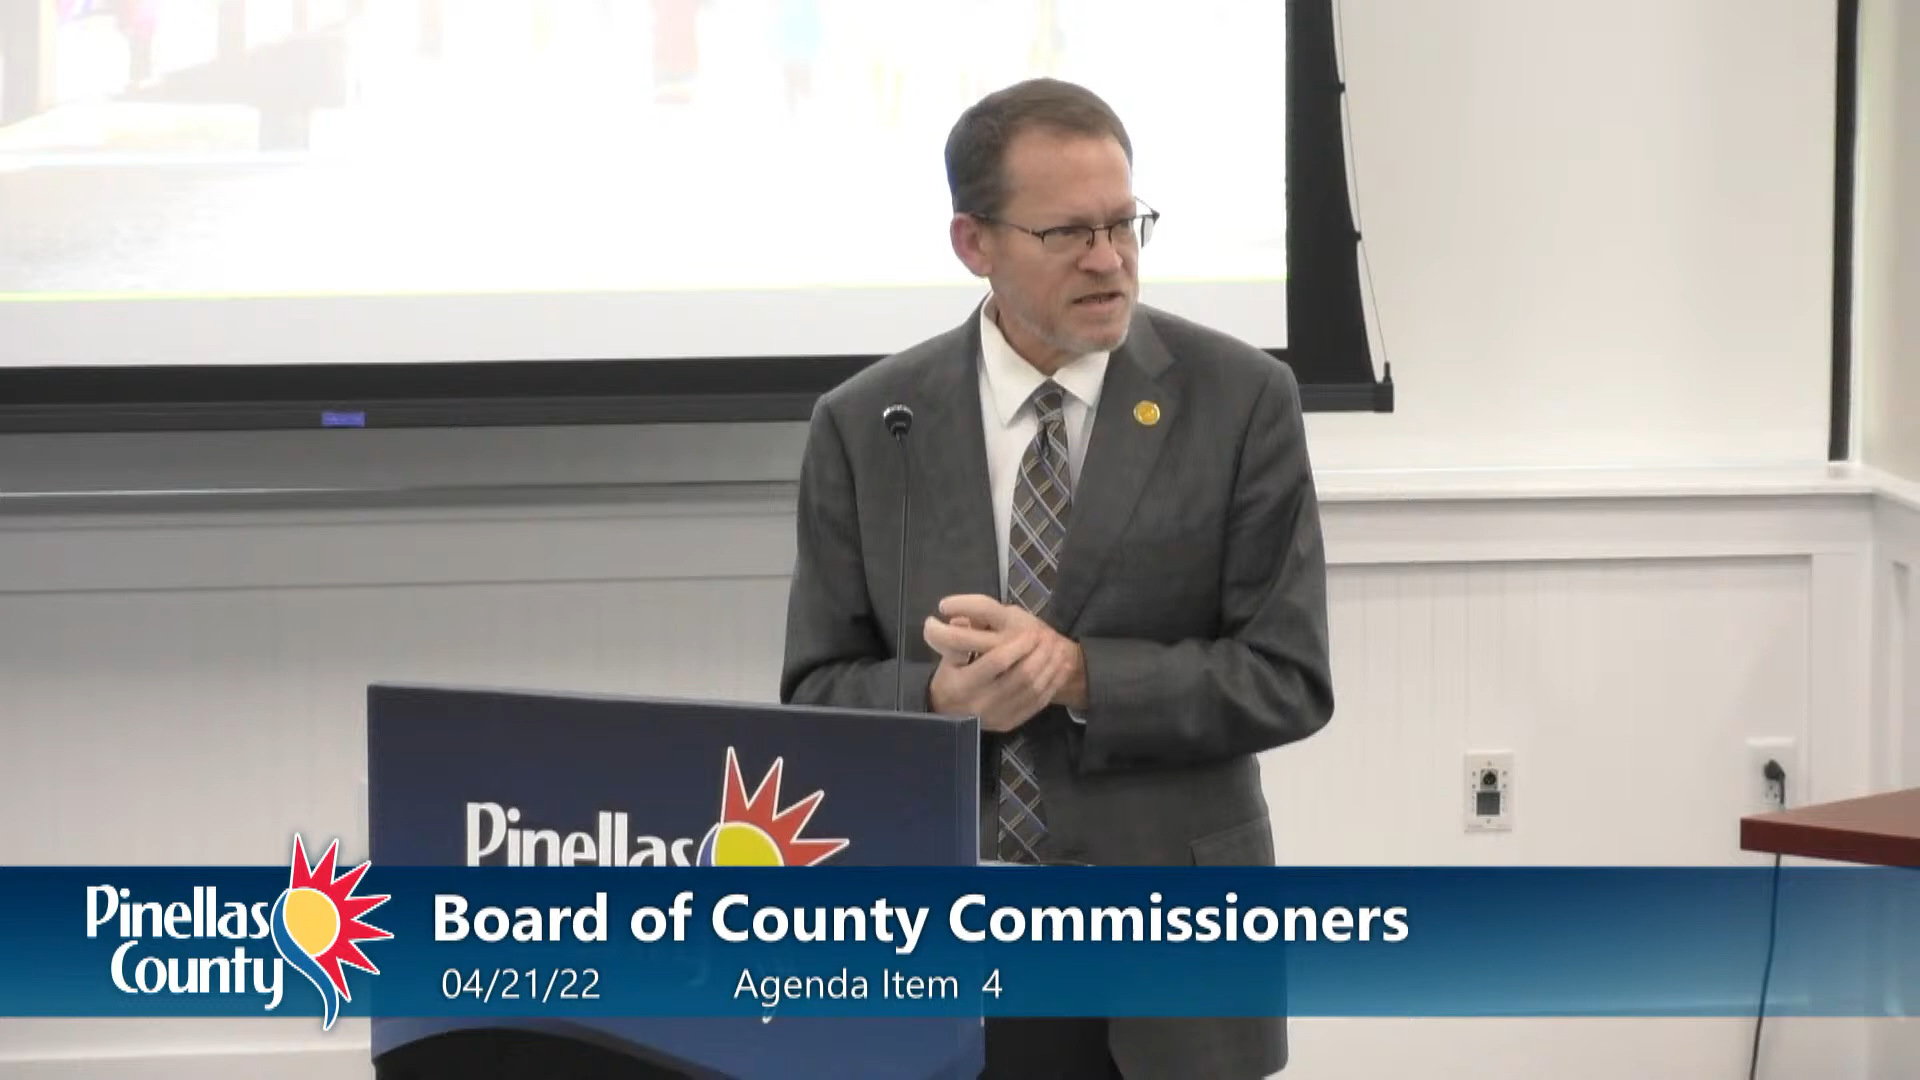 Pinellas
Pinellas
County
Board of County Commissioners
04/21/22 Agenda Item 4